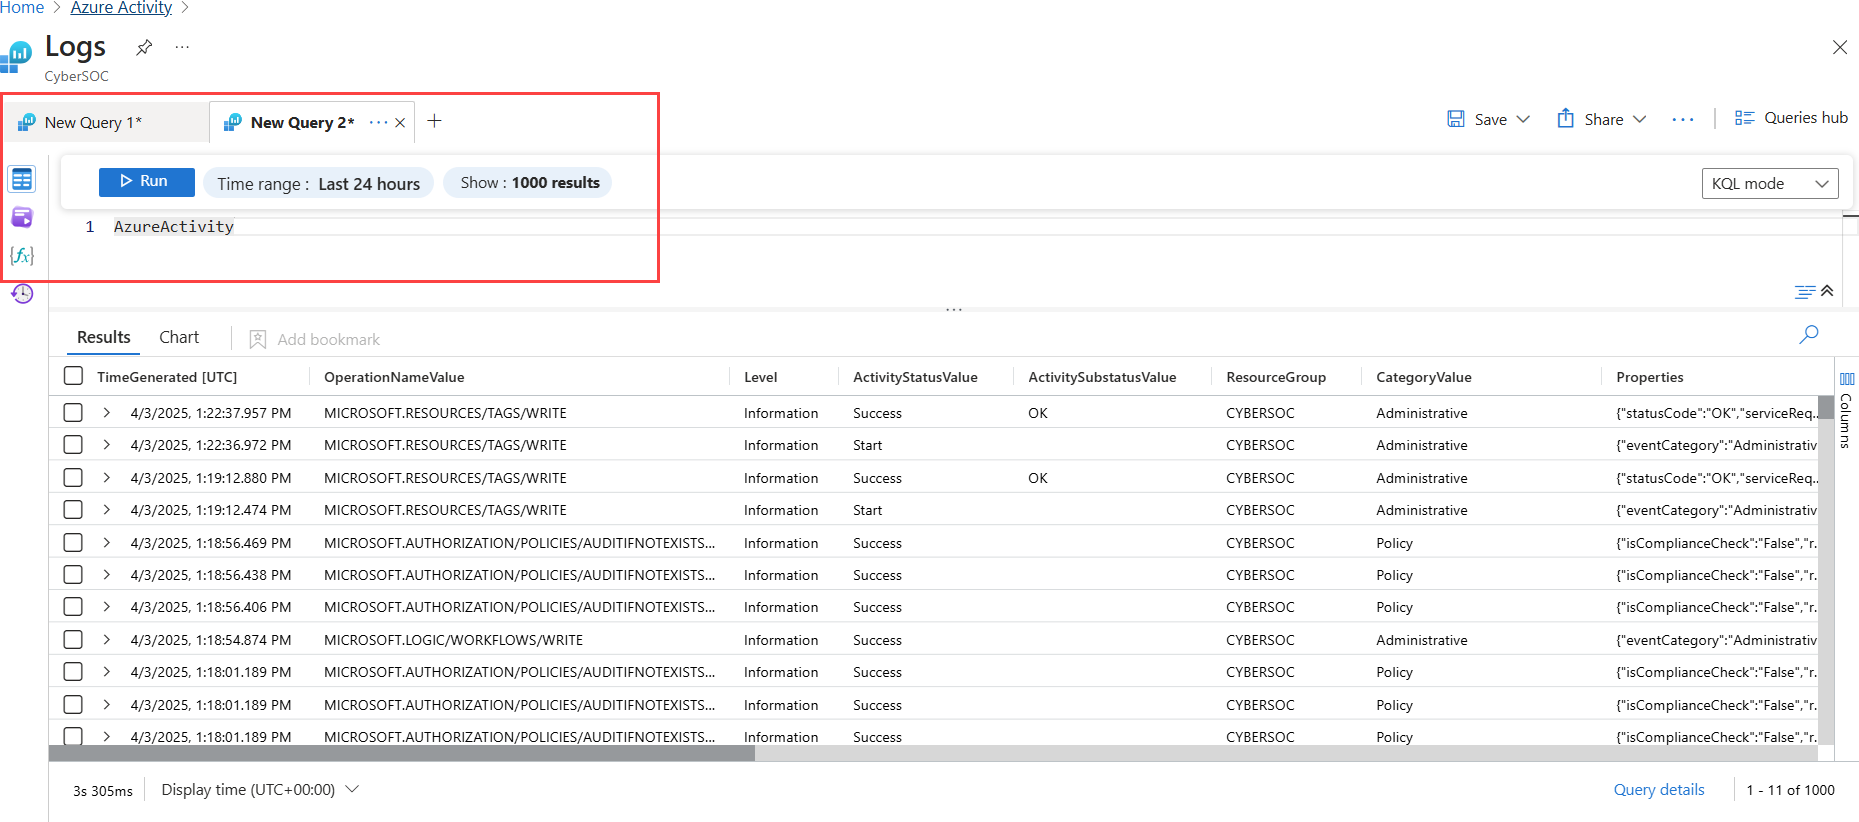 Home > Azure Activity >
Logs
CyberSOC
New Query 1*
New Query 2*
Save
Share
Queries hub
Run
Time range : Last 24 hours
Show : 1000 results
KQL mode
1 AzureActivity
{fx}
Results
Chart
Add bookmark
TimeGenerated [UTC] OperationNameValue Level ActivityStatusValue ActivitySubstatusValue ResourceGroup CategoryValue Properties
4/3/2025, 1:22:37.957 PM MICROSOFT.RESOURCES/TAGS/WRITE Information Success OK CYBERSOC Administrative {"statusCode":"OK","serviceReq...
4/3/2025, 1:22:36.972 PM MICROSOFT.RESOURCES/TAGS/WRITE Information Start CYBERSOC Administrative {"eventCategory":"Administrativ
4/3/2025, 1:19:12.880 PM MICROSOFT.RESOURCES/TAGS/WRITE Information Success OK CYBERSOC Administrative {"statusCode":"OK","serviceReq...
4/3/2025, 1:19:12.474 PM MICROSOFT.RESOURCES/TAGS/WRITE Information Start CYBERSOC Administrative {"eventCategory":"Administrativ
4/3/2025, 1:18:56.469 PM MICROSOFT.AUTHORIZATION/POLICIES/AUDITIFNOTEXISTS... Information Success CYBERSOC Policy {"isComplianceCheck":"False","r...
4/3/2025, 1:18:56.438 PM MICROSOFT.AUTHORIZATION/POLICIES/AUDITIFNOTEXISTS... Information Success CYBERSOC Policy {"isComplianceCheck":"False","r...
4/3/2025, 1:18:56.406 PM MICROSOFT.AUTHORIZATION/POLICIES/AUDITIFNOTEXISTS... Information Success CYBERSOC Policy {"isComplianceCheck":"False","r...
4/3/2025, 1:18:54.874 PM MICROSOFT.LOGIC/WORKFLOWS/WRITE Information Success CYBERSOC Administrative {"eventCategory":"Administrativ
4/3/2025, 1:18:01.189 PM MICROSOFT.AUTHORIZATION/POLICIES/AUDITIFNOTEXISTS... Information Success CYBERSOC Policy {"isComplianceCheck":"False","r...
4/3/2025, 1:18:01.189 PM MICROSOFT.AUTHORIZATION/POLICIES/AUDITIFNOTEXISTS... Information Success CYBERSOC Policy {"isComplianceCheck":"False","r...
4/3/2025, 1:18:01.189 PM MICROSOFT.AUTHORIZATION/POLICIES/AUDITIFNOTEXISTS... Information Success CYBERSOC Policy {"isComplianceCheck":"False","r...
Columns
3s 305ms
Display time (UTC+00:00)
Query details
1 - 11 of 1000